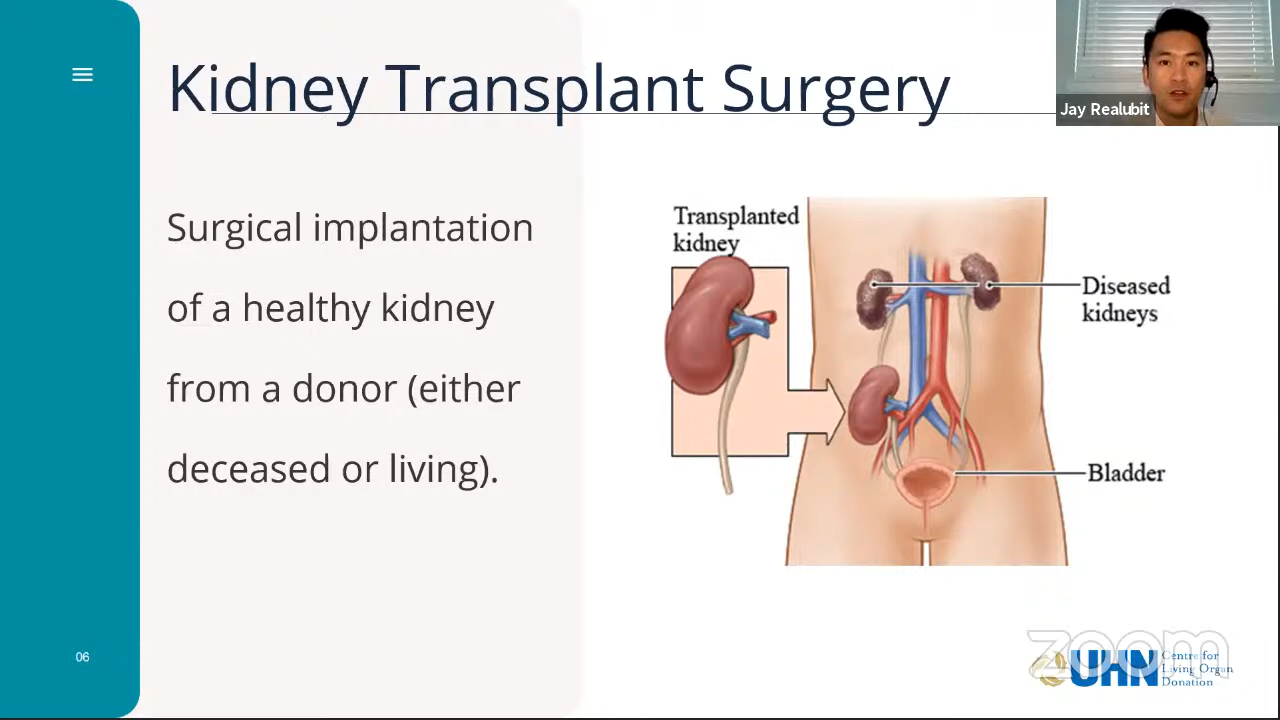 Kidney Transplant Surgery
Jay Realubit
Surgical implantation
of a healthy kidney
from a donor (either
deceased or living).
Transplanted
kidney
Diseased
kidneys
Bladder
06
zoom
UHN
Centre for
Living Organ
Donation